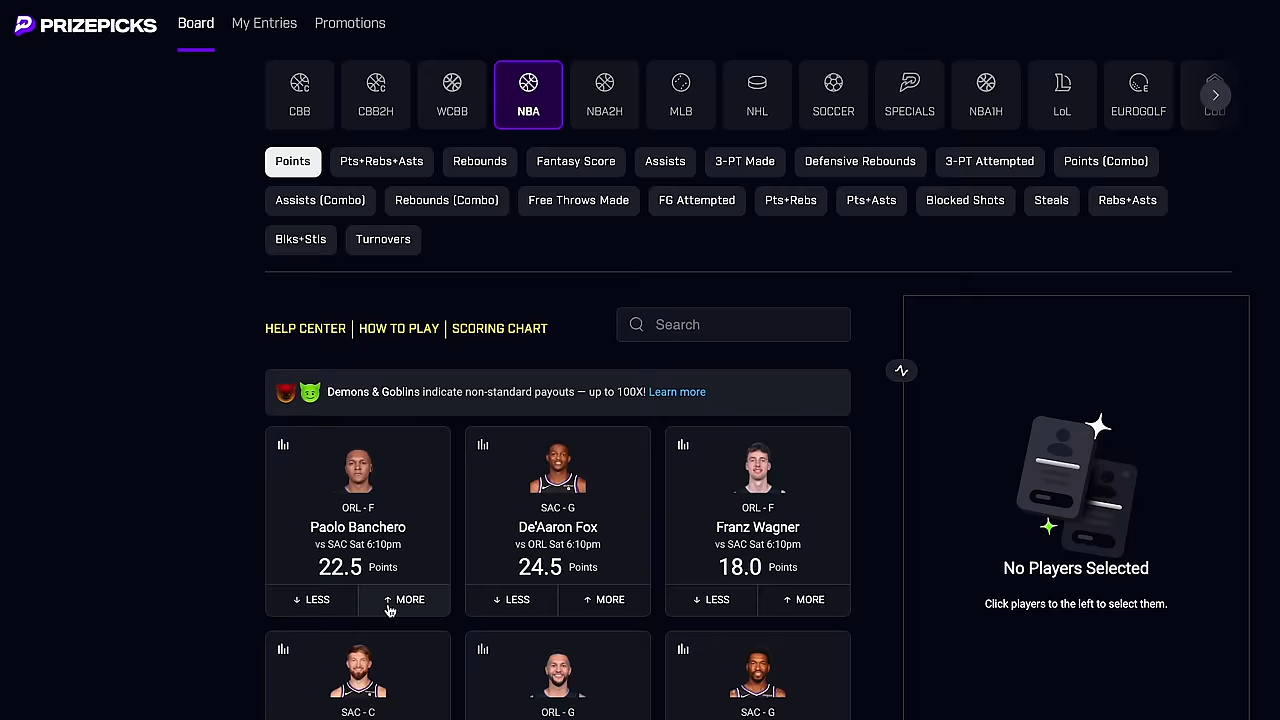 PRIZEPICKS
Board
My Entries
Promotions
CBB
CBB2H
WCBB
NBA
NBA2H
MLB
NHL
SOCCER
SPECIALS
NBA1H
LoL
EUROGOLF
Points
Pts+Rebs+Asts
Rebounds
Fantasy Score
Assists
3-PT Made
Defensive Rebounds
3-PT Attempted
Points (Combo)
Assists (Combo)
Rebounds (Combo)
Free Throws Made
FG Attempted
Pts+Rebs
Pts+Asts
Blocked Shots
Steals
Rebs+Asts
Blks+Stls
Turnovers
HELP CENTER | HOW TO PLAY | SCORING CHART
Search
Demons & Goblins indicate non-standard payouts — up to 100X! Learn more
ORL - F
Paolo Banchero
vs SAC Sat 6:10pm
22.5 Points
↓ LESS
↑ MORE
SAC - G
De'Aaron Fox
vs ORL Sat 6:10pm
24.5 Points
↓ LESS
↑ MORE
ORL - F
Franz Wagner
vs SAC Sat 6:10pm
18.0 Points
↓ LESS
↑ MORE
SAC - C
ORL - G
SAC - G
No Players Selected
Click players to the left to select them.